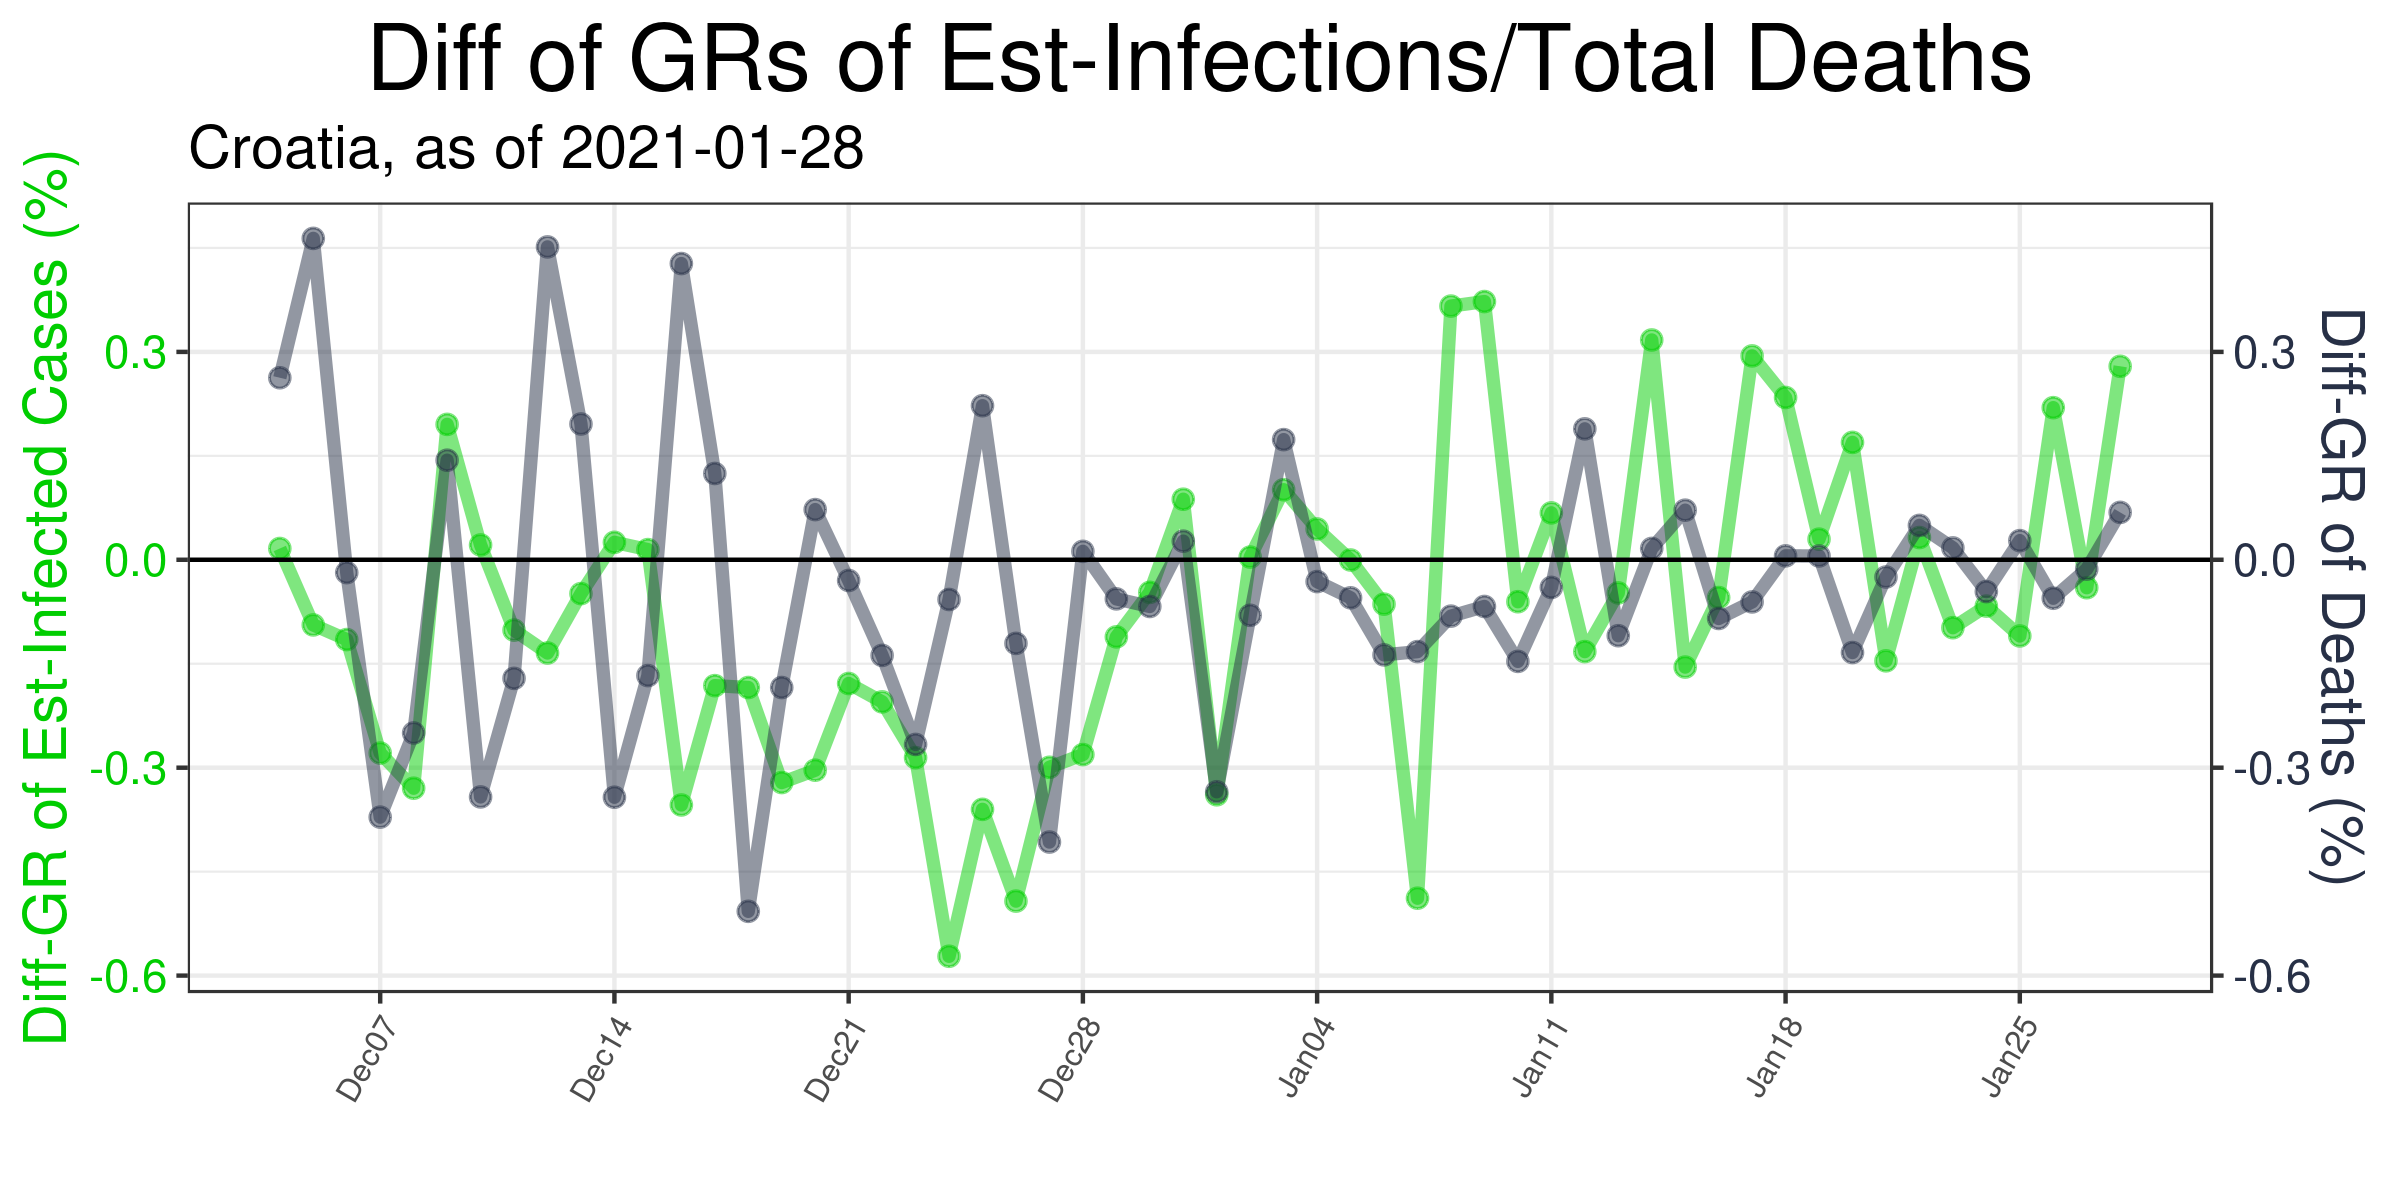 Diff of GRs of Est-Infections/Total Deaths
Croatia, as of 2021-01-28
Diff-GR of Est-Infected Cases (%)
0.3
0.0
-0.3
-0.6
0.3
0.0
-0.3
-0.6
Diff-GR of Deaths (%)
Dec07
Dec14
Dec21
Dec28
Jan04
Jan11
Jan18
Jan25